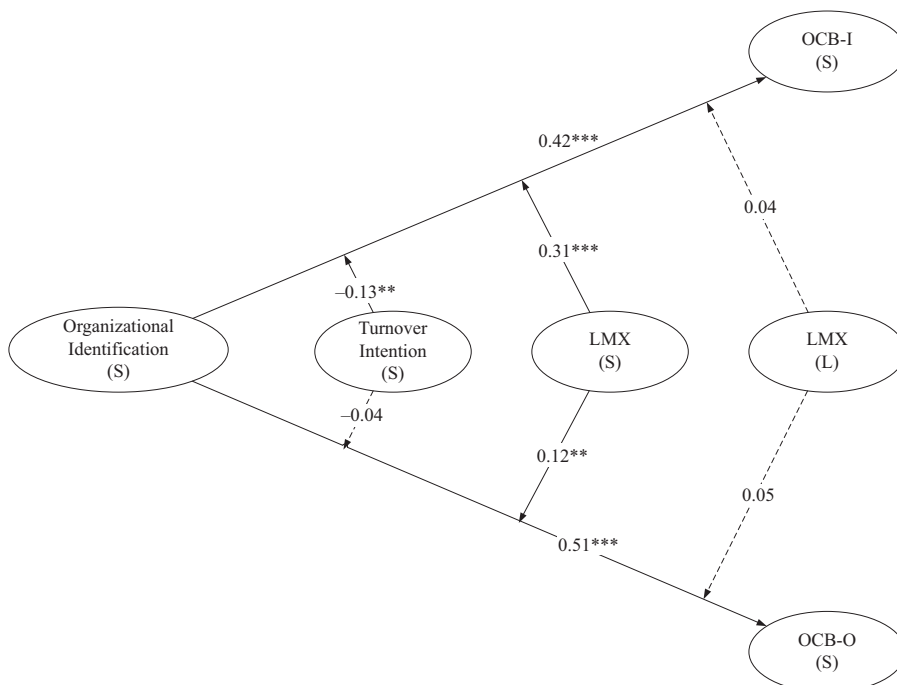 OCB-I
(S)
0.42***
0.04
0.31***
–0.13**
Organizational
Identification
(S)
Turnover
Intention
(S)
LMX
(S)
LMX
(L)
–0.04
0.12**
0.05
0.51***
OCB-O
(S)